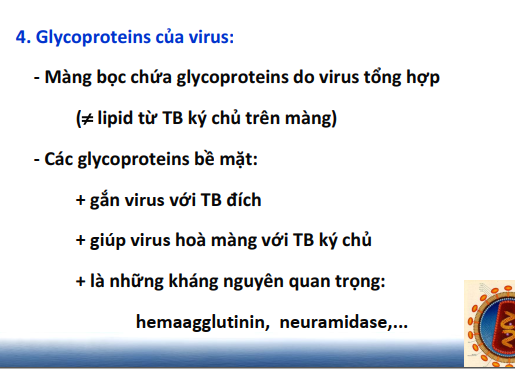 4. Glycoproteins của virus:
- Màng bọc chứa glycoproteins do virus tổng hợp
(≠ lipid từ TB ký chủ trên màng)
- Các glycoproteins bề mặt:
+ gắn virus với TB đích
+ giúp virus hoà màng với TB ký chủ
+ là những kháng nguyên quan trọng:
hemaagglutinin, neuramidase,...